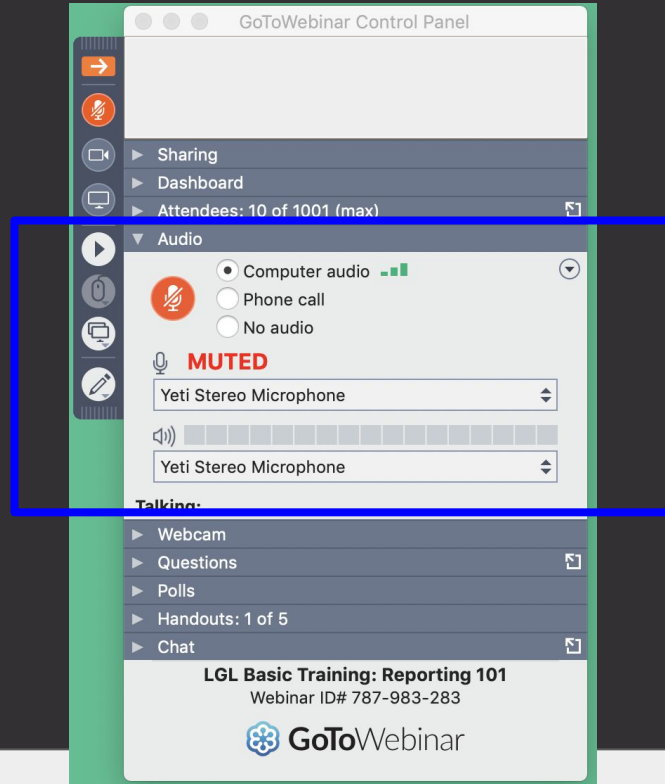 GoToWebinar Control Panel
Sharing
Dashboard
Attendees: 10 of 1001 (max)
Audio
Computer audio
Phone call
No audio
MUTED
Yeti Stereo Microphone
Yeti Stereo Microphone
Talking:
Webcam
Questions
Polls
Handouts: 1 of 5
Chat
LGL Basic Training: Reporting 101
Webinar ID# 787-983-283
GoToWebinar